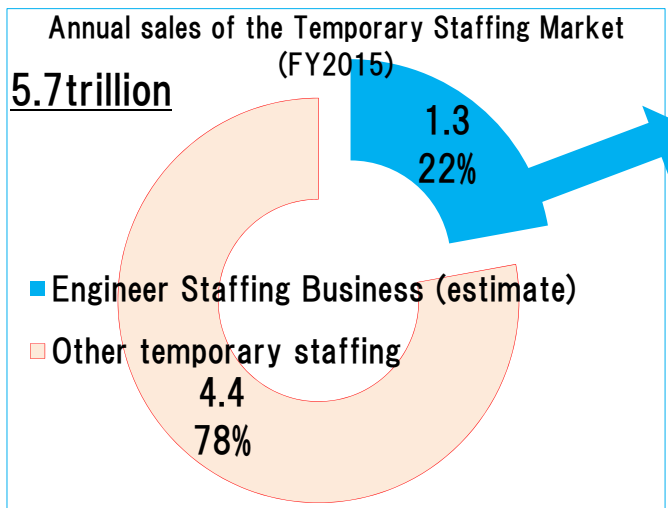 Annual sales of the Temporary Staffing Market
(FY2015)
5.7trillion
1.3
22%
Engineer Staffing Business (estimate)
Other temporary staffing
4.4
78%